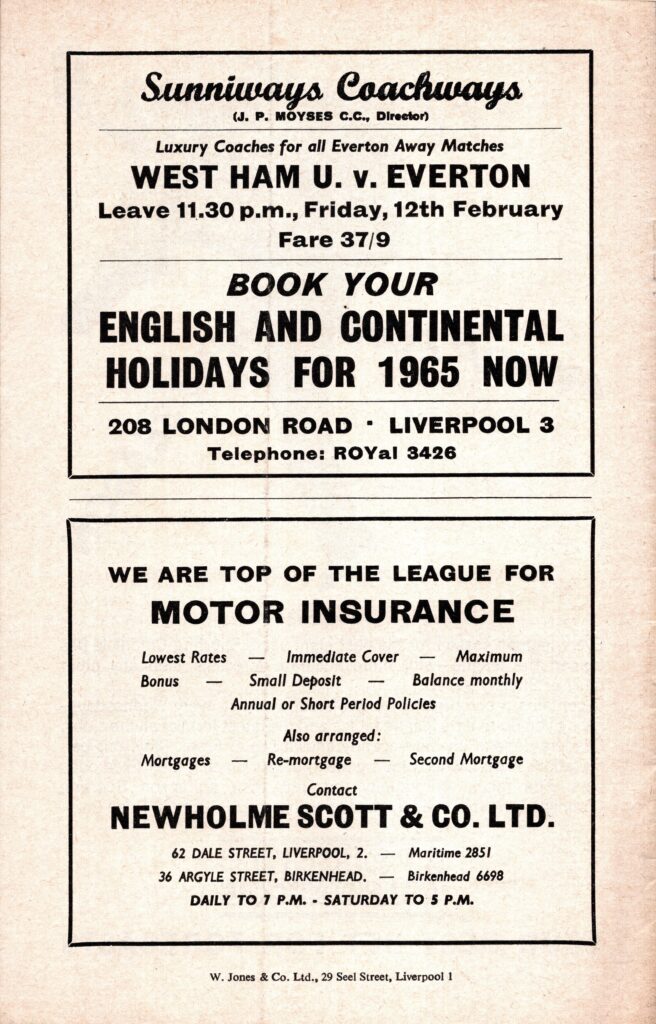 Sunniways Coachways
(J. P. MOYSES C.C., Director)
Luxury Coaches for all Everton Away Matches
WEST HAM U. v. EVERTON
Leave 11.30 p.m., Friday, 12th February
Fare 37/9
BOOK YOUR
ENGLISH AND CONTINENTAL
HOLIDAYS FOR 1965 NOW
208 LONDON ROAD · LIVERPOOL 3
Telephone: ROYal 3426
WE ARE TOP OF THE LEAGUE FOR
MOTOR INSURANCE
Lowest Rates — Immediate Cover — Maximum
Bonus — Small Deposit — Balance monthly
Annual or Short Period Policies
Also arranged:
Mortgages — Re-mortgage — Second Mortgage
Contact
NEWHOLME SCOTT & CO. LTD.
62 DALE STREET, LIVERPOOL, 2. — Maritime 2851
36 ARGYLE STREET, BIRKENHEAD. — Birkenhead 6698
DAILY TO 7 P.M. - SATURDAY TO 5 P.M.
W. Jones & Co. Ltd., 29 Seel Street, Liverpool 1